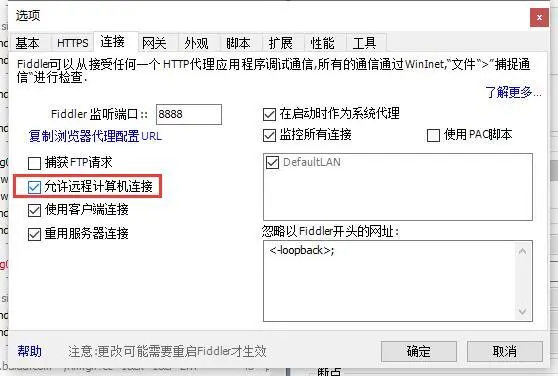 选项
基本 HTTPS 连接 网关 外观 脚本 扩展 性能 工具
Fiddler可以从接受任何一个HTTP代理应用程序调试通信,所有的通信通过WinInet,“文件“>”捕捉通
信“进行检查.
了解更多...
Fiddler 监听端口:: 8888
复制浏览器代理配置 URL
捕获FTP请求
允许远程计算机连接
使用客户端连接
重用服务器连接
在启动时作为系统代理
监控所有连接 使用PAC脚本
DefaultLAN
忽略以Fiddler开头的网址:
<-loopback>;
帮助 注意:更改可能需要重启Fiddler才生效 确定 取消